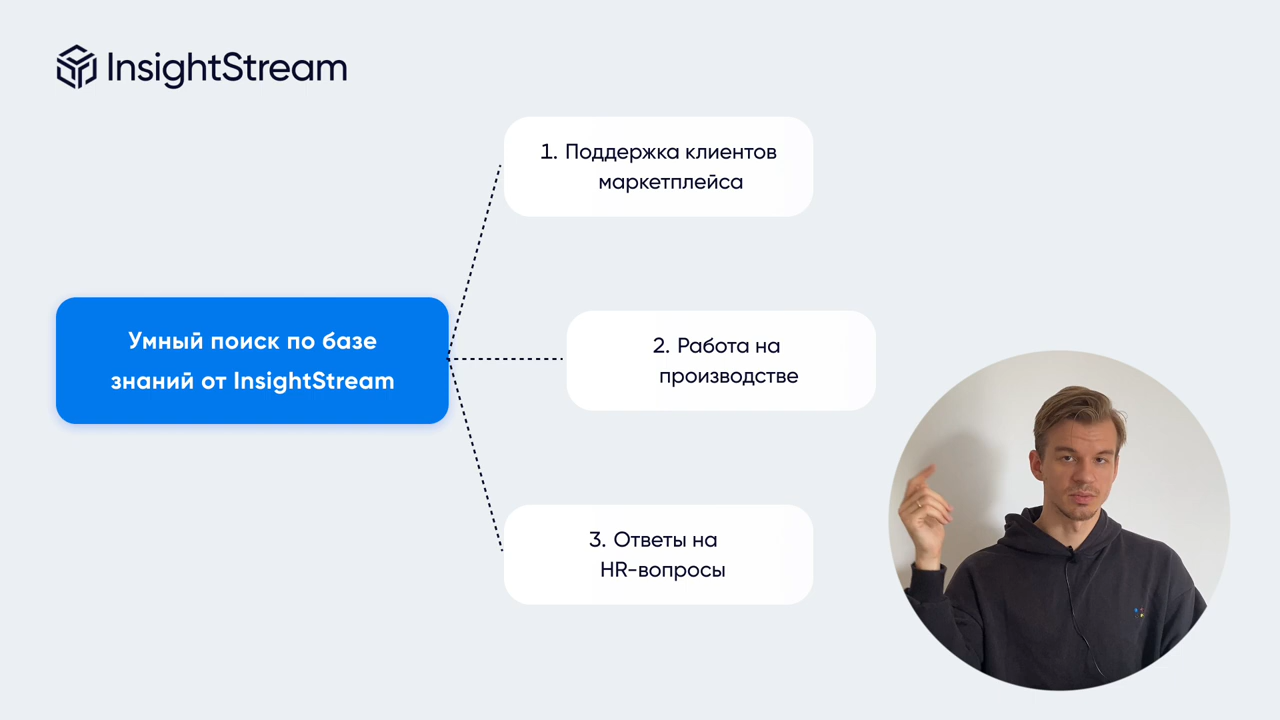 InsightStream
1. Поддержка клиентов
маркетплейса
Умный поиск по базе
знаний от InsightStream
2. Работа на
производстве
3. Ответы на
HR-вопросы